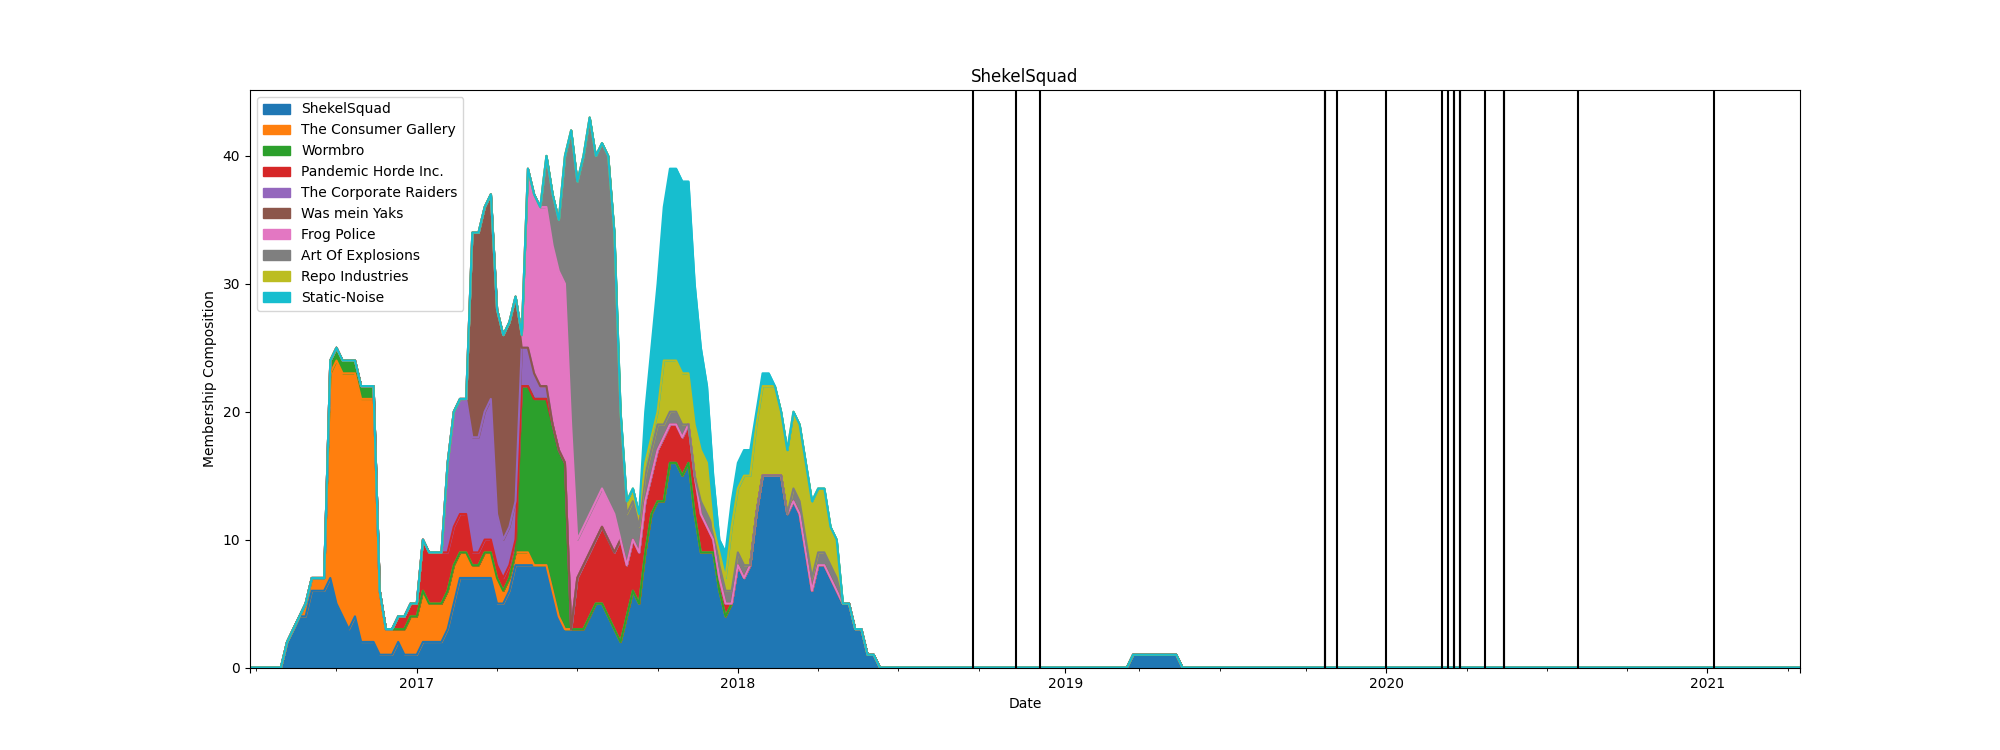 ShekelSquad
ShekelSquad
The Consumer Gallery
Wormbro
Pandemic Horde Inc.
The Corporate Raiders
Was mein Yaks
Frog Police
Art Of Explosions
Repo Industries
Static-Noise
Membership Composition
40
30
20
10
0
2017
2018
2019
2020
2021
Date